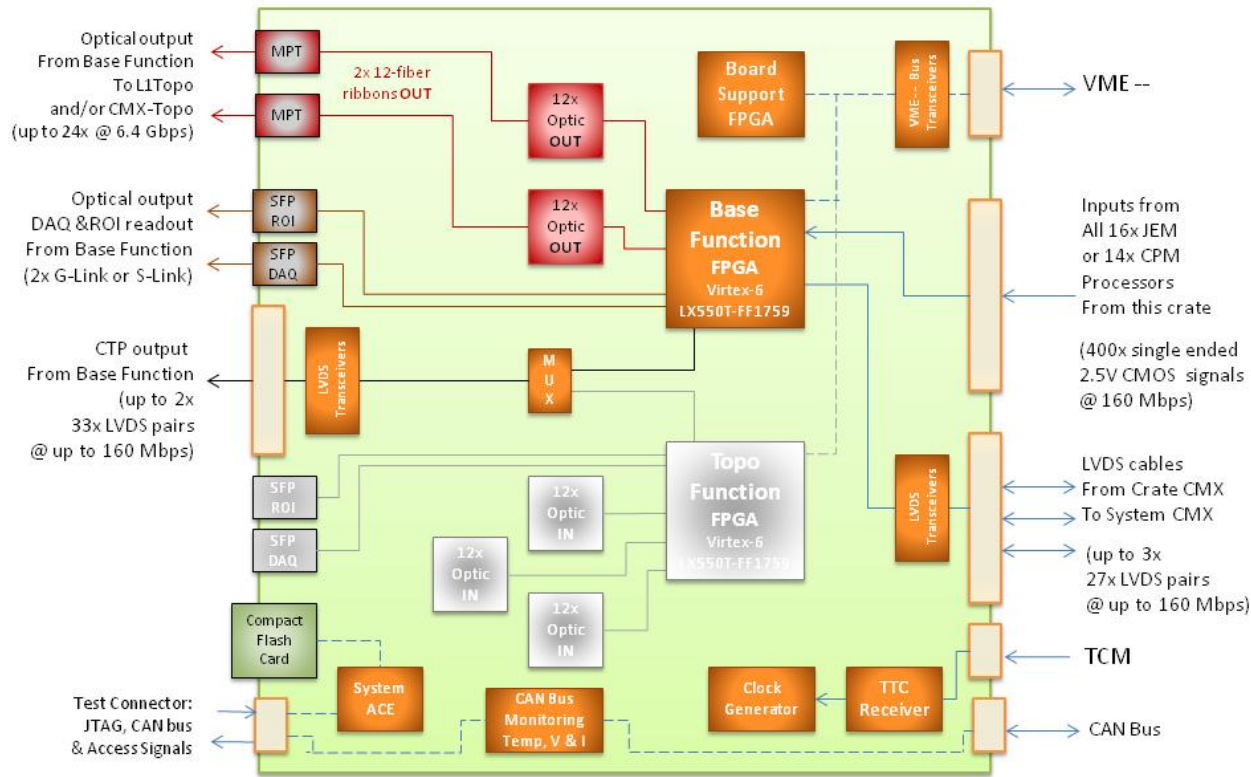 Optical output
From Base Function
To L1Topo
and/or CMX-Topo
(up to 24x @ 6.4 Gbps)
MPT
MPT
2x 12-fiber
ribbons OUT
12x
Optic
OUT
12x
Optic
OUT
Board
Support
FPGA
VME-- Bus
Transceivers
VME --
Optical output
DAQ &ROI readout
From Base Function
(2x G-Link or S-Link)
SFP
ROI
SFP
DAQ
Base
Function
FPGA
Virtex-6
LX550T-FF1759
Inputs from
All 16x JEM
or 14x CPM
Processors
From this crate
(400x single ended
2.5V CMOS signals
@ 160 Mbps)
CTP output
From Base Function
(up to 2x
33x LVDS pairs
@ up to 160 Mbps)
LVDS
Transceivers
M
U
X
SFP
ROI
SFP
DAQ
Topo
Function
FPGA
Virtex-6
LX550T-FF1759
12x
Optic
IN
12x
Optic
IN
12x
Optic
IN
LVDS
Transceivers
LVDS cables
From Crate CMX
To System CMX
(up to 3x
27x LVDS pairs
@ up to 160 Mbps)
Compact
Flash
Card
System
ACE
CAN Bus
Monitoring
Temp, V & I
Clock
Generator
TTC
Receiver
TCM
Test Connector:
JTAG, CAN bus
& Access Signals
CAN Bus